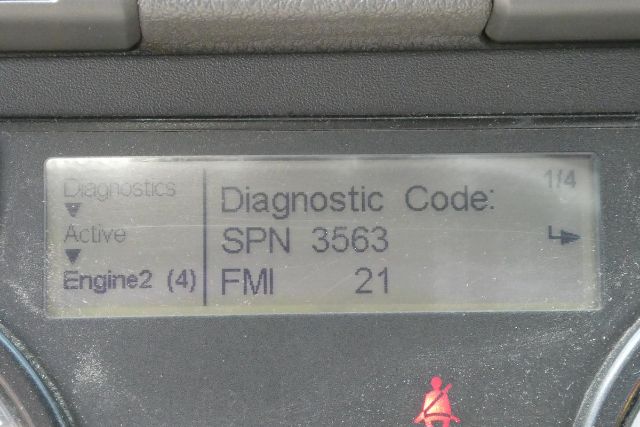 Diagnostics
Active
Engine2 (4)
1/4
Diagnostic Code:
SPN 3563
FMI 21